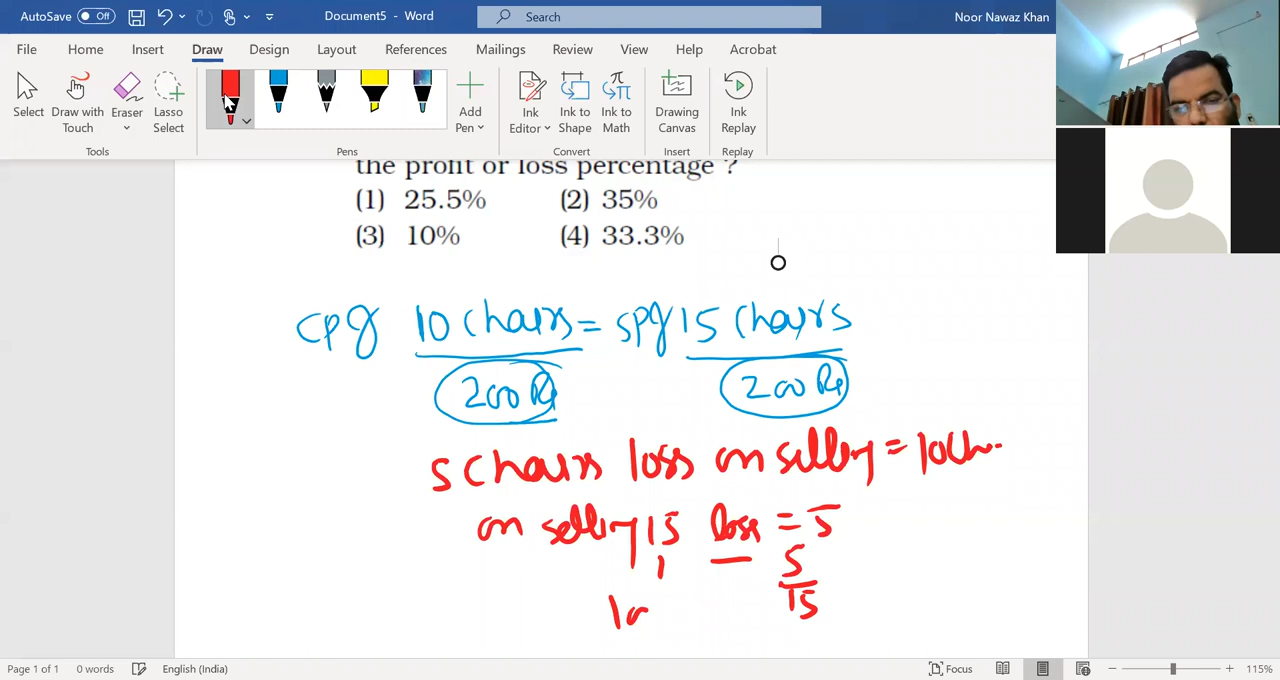 AutoSave Off Document5 - Word Search Noor Nawaz Khan
File Home Insert Draw Design Layout References Mailings Review View Help Acrobat
Select Draw with Touch Eraser Lasso Select Add Pen Ink Editor Ink to Shape Ink to Math Drawing Canvas Ink Replay
Tools Pens Convert Insert Replay
the profit or loss percentage ?
(1) 25.5% (2) 35%
(3) 10% (4) 33.3%
CP of 10 Chairs = SP of 15 Chairs
200 Rs 200 Rs
5 Chairs loss on selling = 10 Ch.
on selling 15 loss = 5
1 5
15
10
Page 1 of 1 0 words English (India) Focus 115%